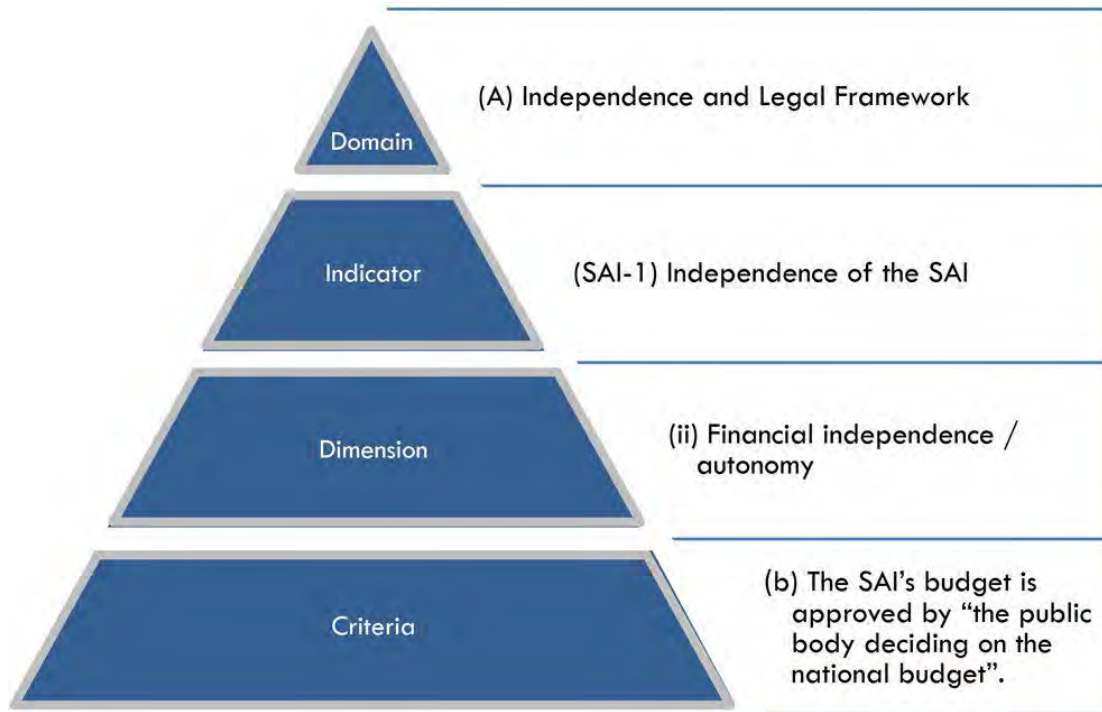 Domain
(A) Independence and Legal Framework
Indicator
(SAI-1) Independence of the SAI
Dimension
(ii) Financial independence /
autonomy
Criteria
(b) The SAI’s budget is
approved by “the public
body deciding on the
national budget”.